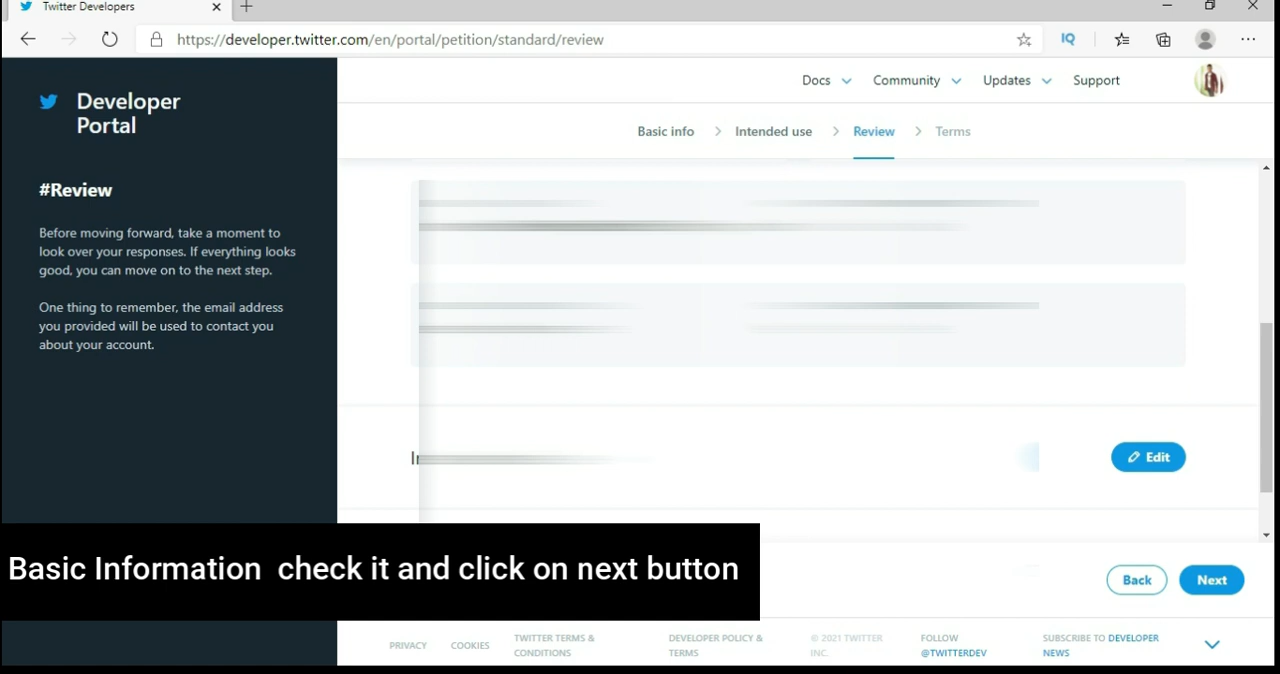 Twitter Developers
https://developer.twitter.com/en/portal/petition/standard/review
IQ
Developer
Portal
Docs
Community
Updates
Support
Basic info
Intended use
Review
Terms
#Review
Before moving forward, take a moment to
look over your responses. If everything looks
good, you can move on to the next step.
One thing to remember, the email address
you provided will be used to contact you
about your account.
Edit
Basic Information check it and click on next button
Back
Next
PRIVACY
COOKIES
TWITTER TERMS &
CONDITIONS
DEVELOPER POLICY &
TERMS
© 2021 TWITTER
INC.
FOLLOW
@TWITTERDEV
SUBSCRIBE TO DEVELOPER
NEWS